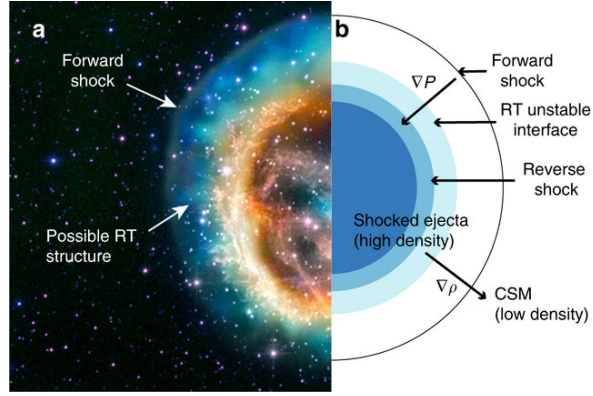 a
Forward
shock
Possible RT
structure
b
∇P
Forward
shock
RT unstable
interface
Reverse
shock
Shocked ejecta
(high density)
∇ρ
CSM
(low density)